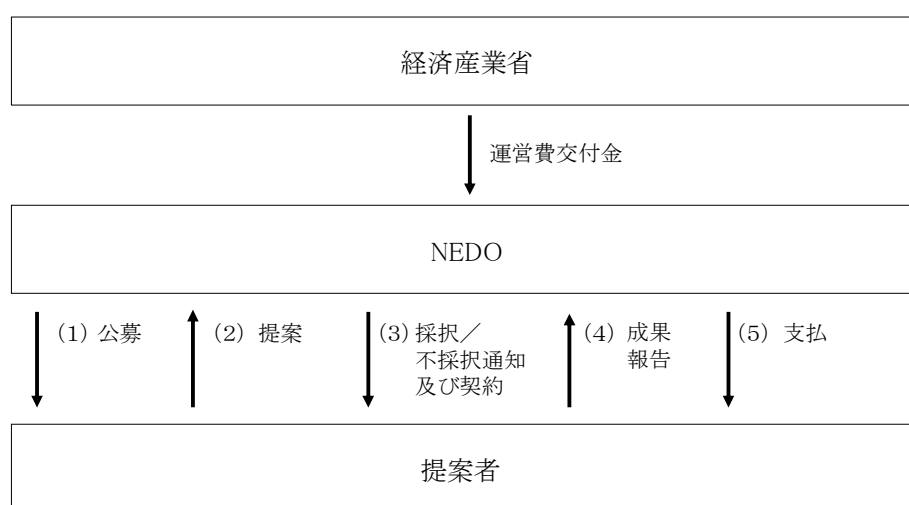 経済産業省
運営費交付金
NEDO
(1) 公募
(2) 提案
(3) 採択／
不採択通知
及び契約
(4) 成果
報告
(5) 支払
提案者